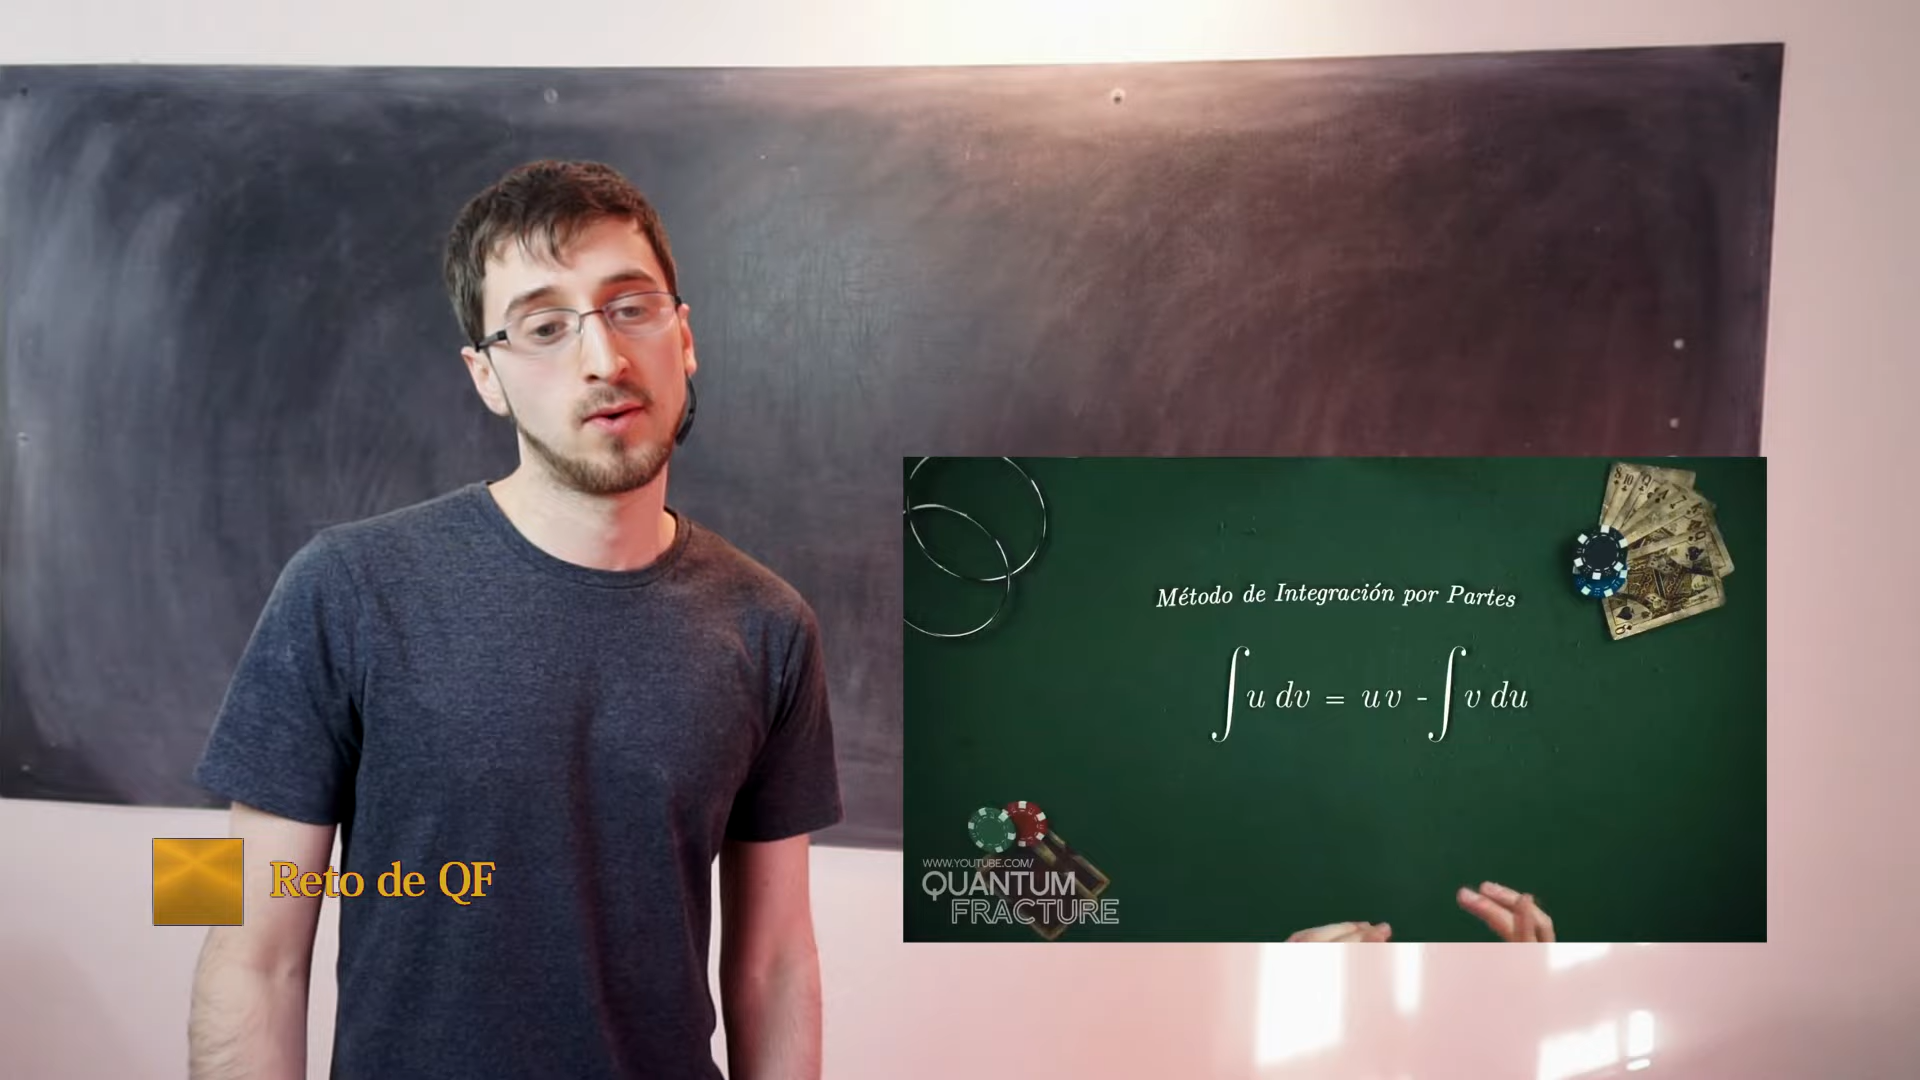 Método de Integración por Partes
∫ u dv = uv - ∫ v du
WWW.YOUTUBE.COM/
QUANTUM
FRACTURE
Reto de QF